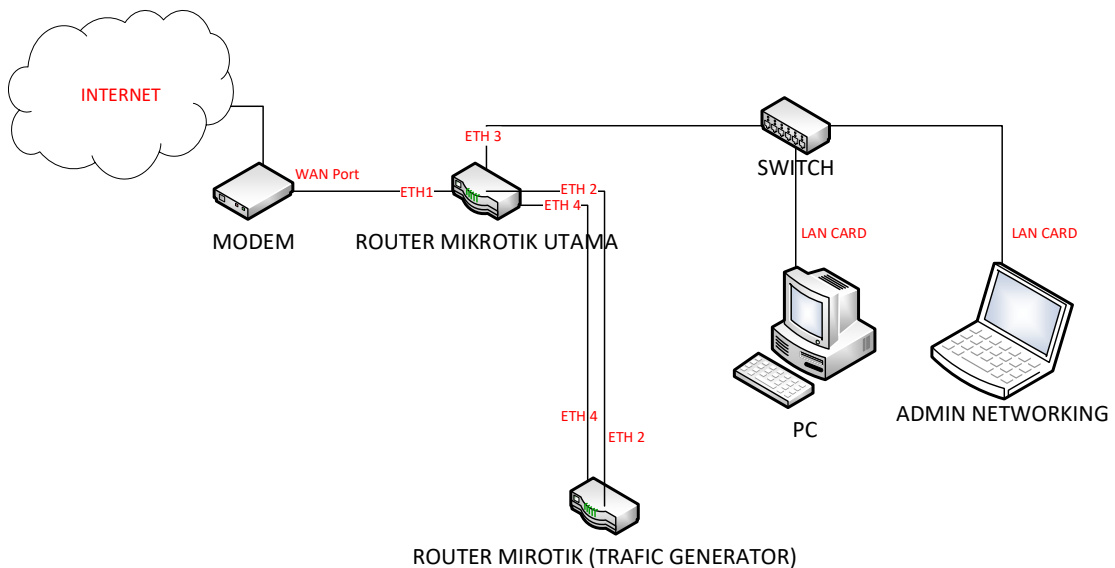 INTERNET
ETH 3
SWITCH
WAN Port
ETH1
ETH 2
ETH 4
MODEM
ROUTER MIKROTIK UTAMA
LAN CARD
LAN CARD
ETH 4
ETH 2
PC
ADMIN NETWORKING
ROUTER MIROTIK (TRAFIC GENERATOR)